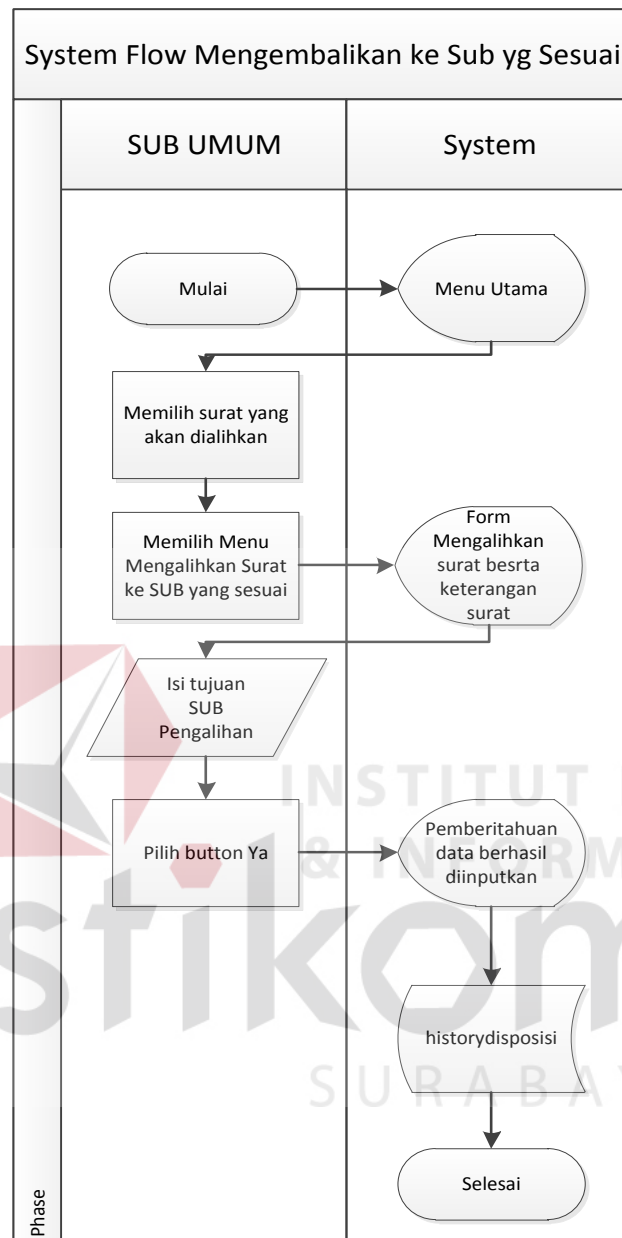 System Flow Mengembalikan ke Sub yg Sesuai
SUB UMUM
System
Mulai
Menu Utama
Memilih surat yang
akan dialihkan
Memilih Menu
Mengalihkan Surat
ke SUB yang sesuai
Form
Mengalihkan
surat besrta
keterangan
surat
Isi tujuan
SUB
Pengalihan
Pilih button Ya
Pemberitahuan
data berhasil
diinputkan
historydisposisi
Selesai
Phase
INSTITUT
& INFORM
stikom
SURABAY